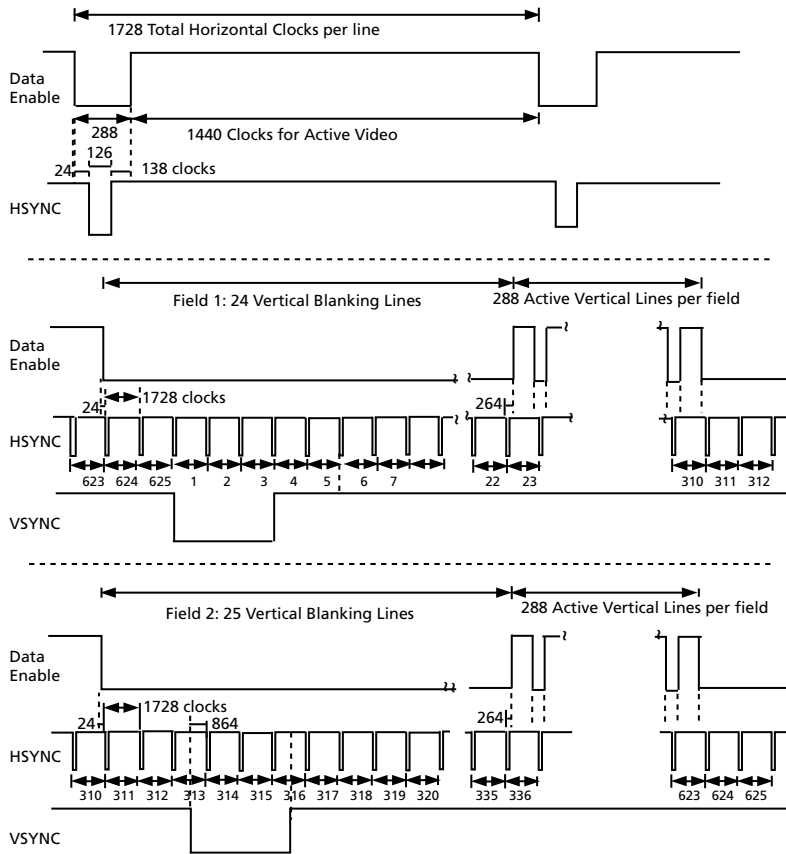 1728 Total Horizontal Clocks per line
Data
Enable
288
1440 Clocks for Active Video
126
24
138 clocks
HSYNC
Field 1: 24 Vertical Blanking Lines
288 Active Vertical Lines per field
Data
Enable
1728 clocks
24
264
HSYNC
623 624 625 1 2 3 4 5 6 7 22 23 310 311 312
VSYNC
Field 2: 25 Vertical Blanking Lines
288 Active Vertical Lines per field
Data
Enable
1728 clocks
24
864
264
HSYNC
310 311 312 313 314 315 316 317 318 319 320 335 336 623 624 625
VSYNC